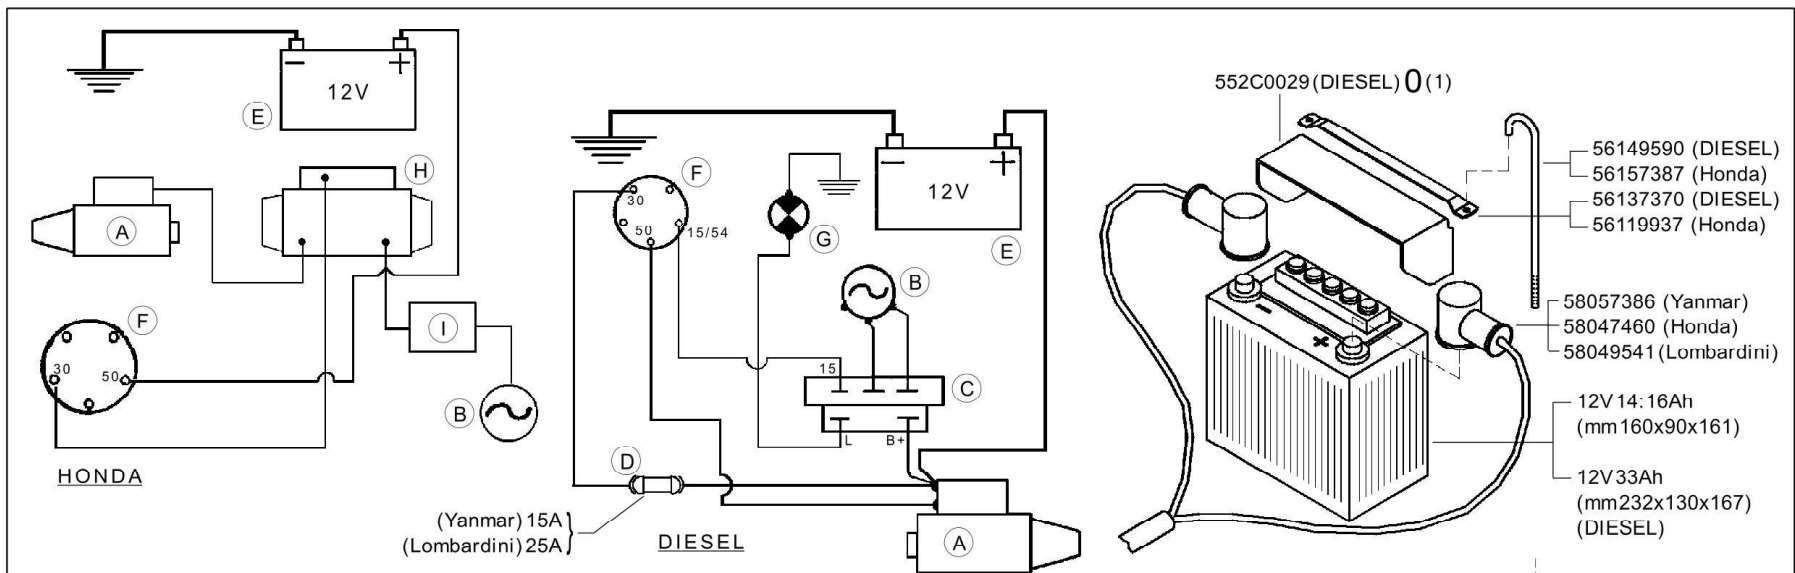 12V
E
H
A
F
30
50
I
B
HONDA
12V
E
F
30
50
15/54
G
B
15
C
L
B+
D
(Yanmar) 15A
(Lombardini) 25A
DIESEL
A
552C0029 (DIESEL) 0 (1)
56149590 (DIESEL)
56157387 (Honda)
56137370 (DIESEL)
56119937 (Honda)
58057386 (Yanmar)
58047460 (Honda)
58049541 (Lombardini)
12V 14:16Ah
(mm 160x90x161)
12V 33Ah
(mm 232x130x167)
(DIESEL)